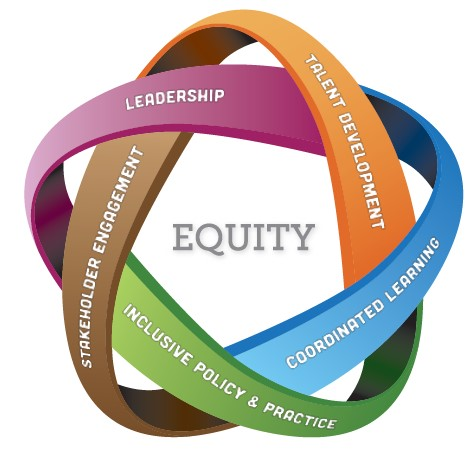 LEADERSHIP
TALENT DEVELOPMENT
STAKEHOLDER ENGAGEMENT
EQUITY
COORDINATED LEARNING
INCLUSIVE POLICY & PRACTICE